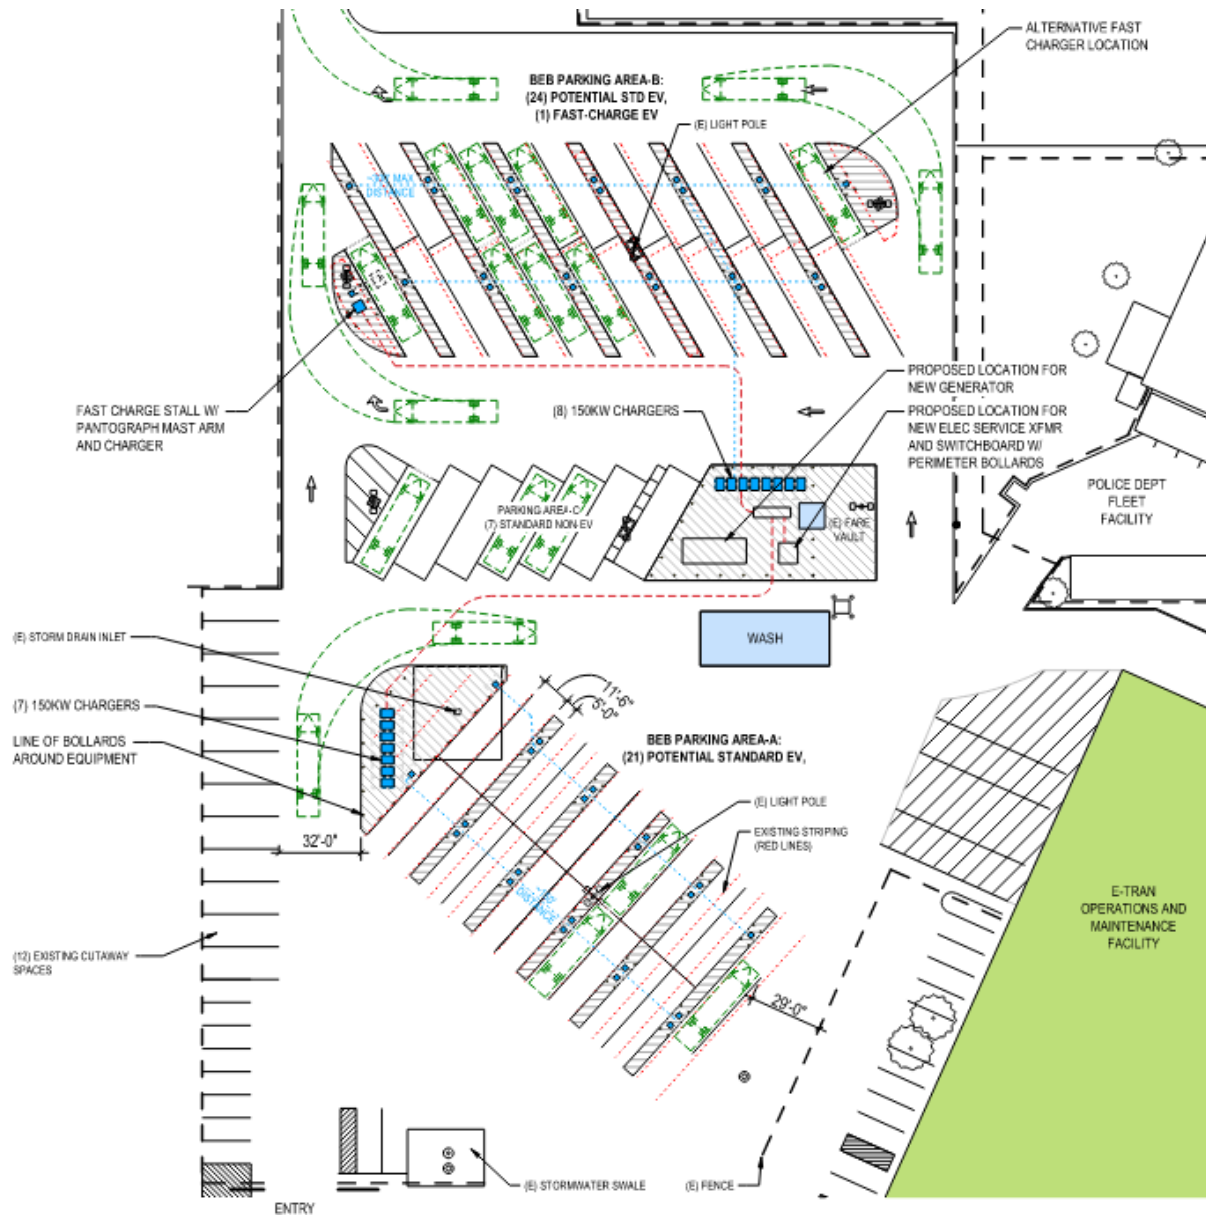 ALTERNATIVE FAST
CHARGER LOCATION
BEB PARKING AREA-B:
(24) POTENTIAL STD EV,
(1) FAST-CHARGE EV
(E) LIGHT POLE
MAX
DISTANCE
FAST CHARGE STALL W/
PANTOGRAPH MAST ARM
AND CHARGER
(8) 150KW CHARGERS
PROPOSED LOCATION FOR
NEW GENERATOR
PROPOSED LOCATION FOR
NEW ELEC SERVICE XFMR
AND SWITCHBOARD W/
PERIMETER BOLLARDS
POLICE DEPT
FLEET
FACILITY
PARKING AREA-C
(7) STANDARD NON-EV
(E) FARE
VAULT
WASH
(E) STORM DRAIN INLET
(7) 150KW CHARGERS
LINE OF BOLLARDS
AROUND EQUIPMENT
11'-6"
5'-0"
BEB PARKING AREA-A:
(21) POTENTIAL STANDARD EV,
(E) LIGHT POLE
EXISTING STRIPING
(RED LINES)
32'-0"
DISTANCE
E-TRAN
OPERATIONS AND
MAINTENANCE
FACILITY
(12) EXISTING CUTAWAY
SPACES
29'-0"
(E) STORMWATER SWALE
(E) FENCE
ENTRY